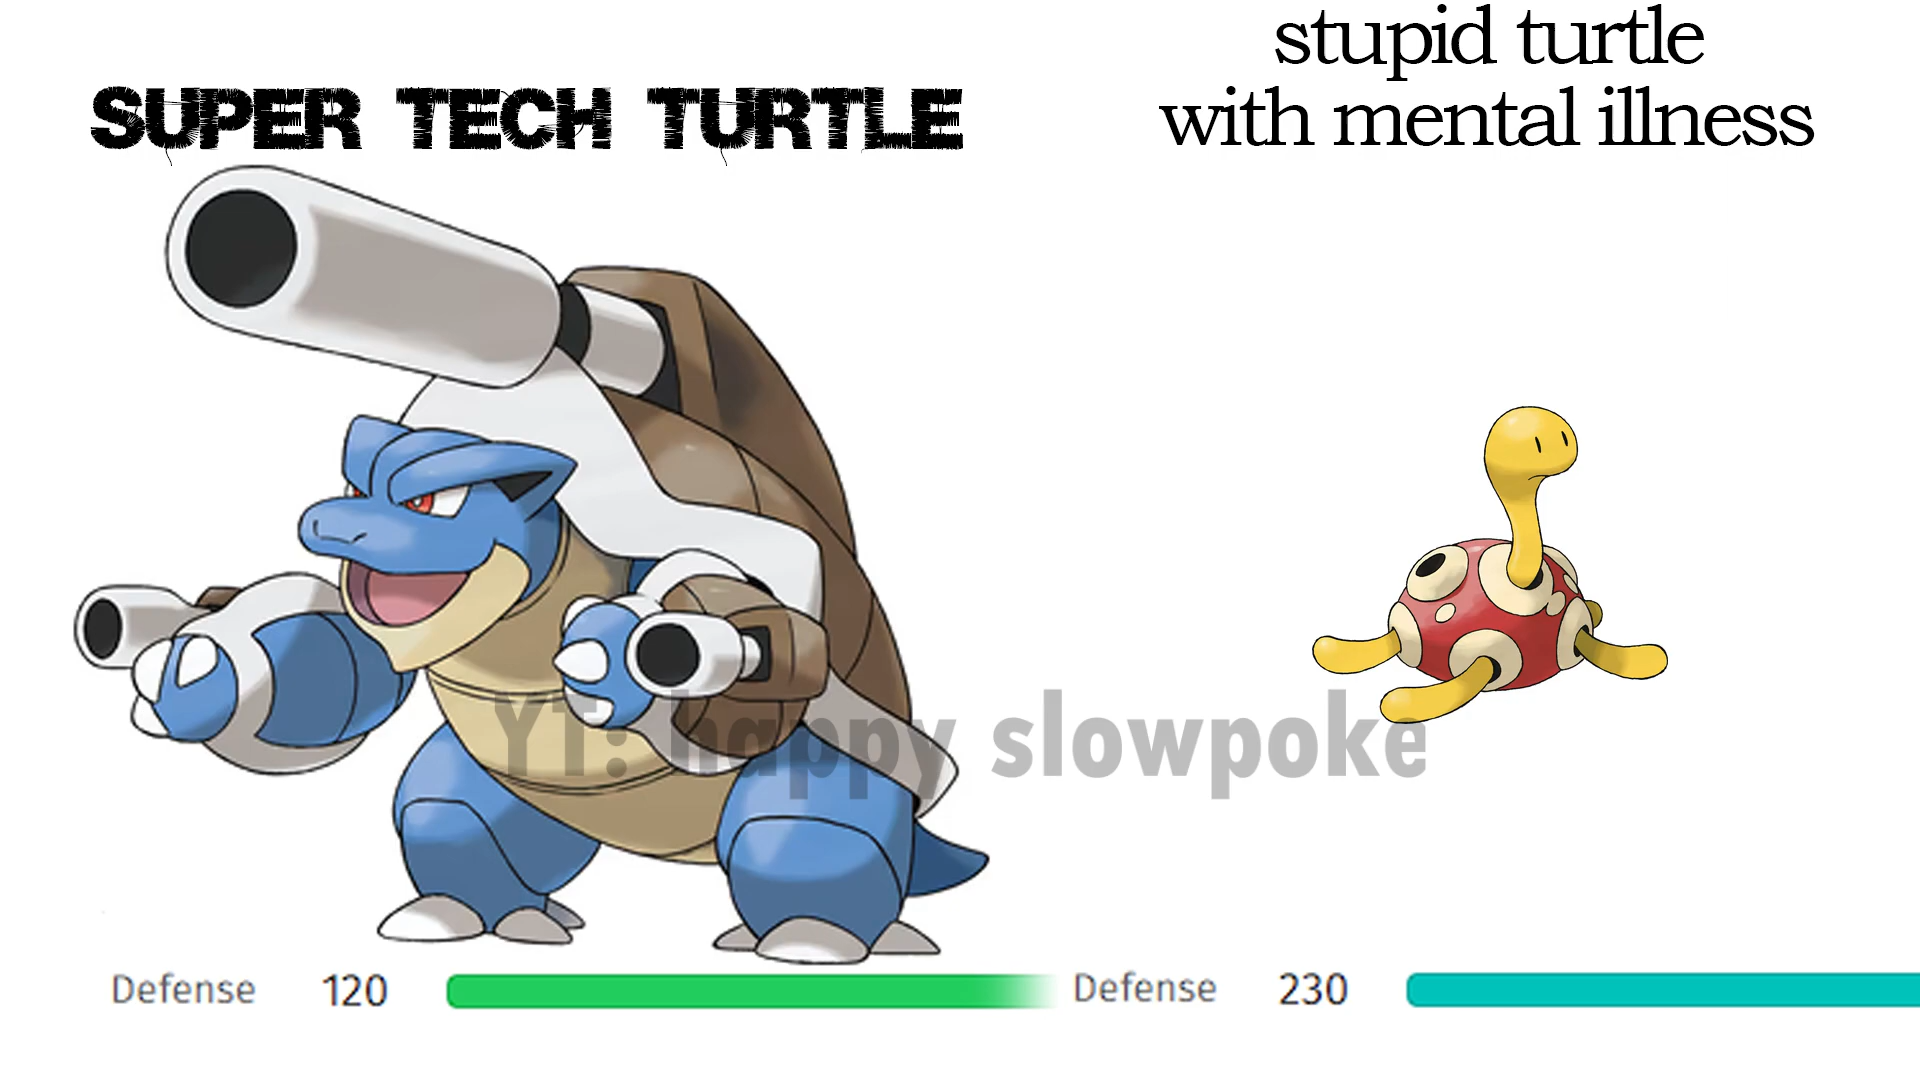 SUPER TECH TURTLE
stupid turtle
with mental illness
YT: happy slowpoke
Defense 120
Defense 230